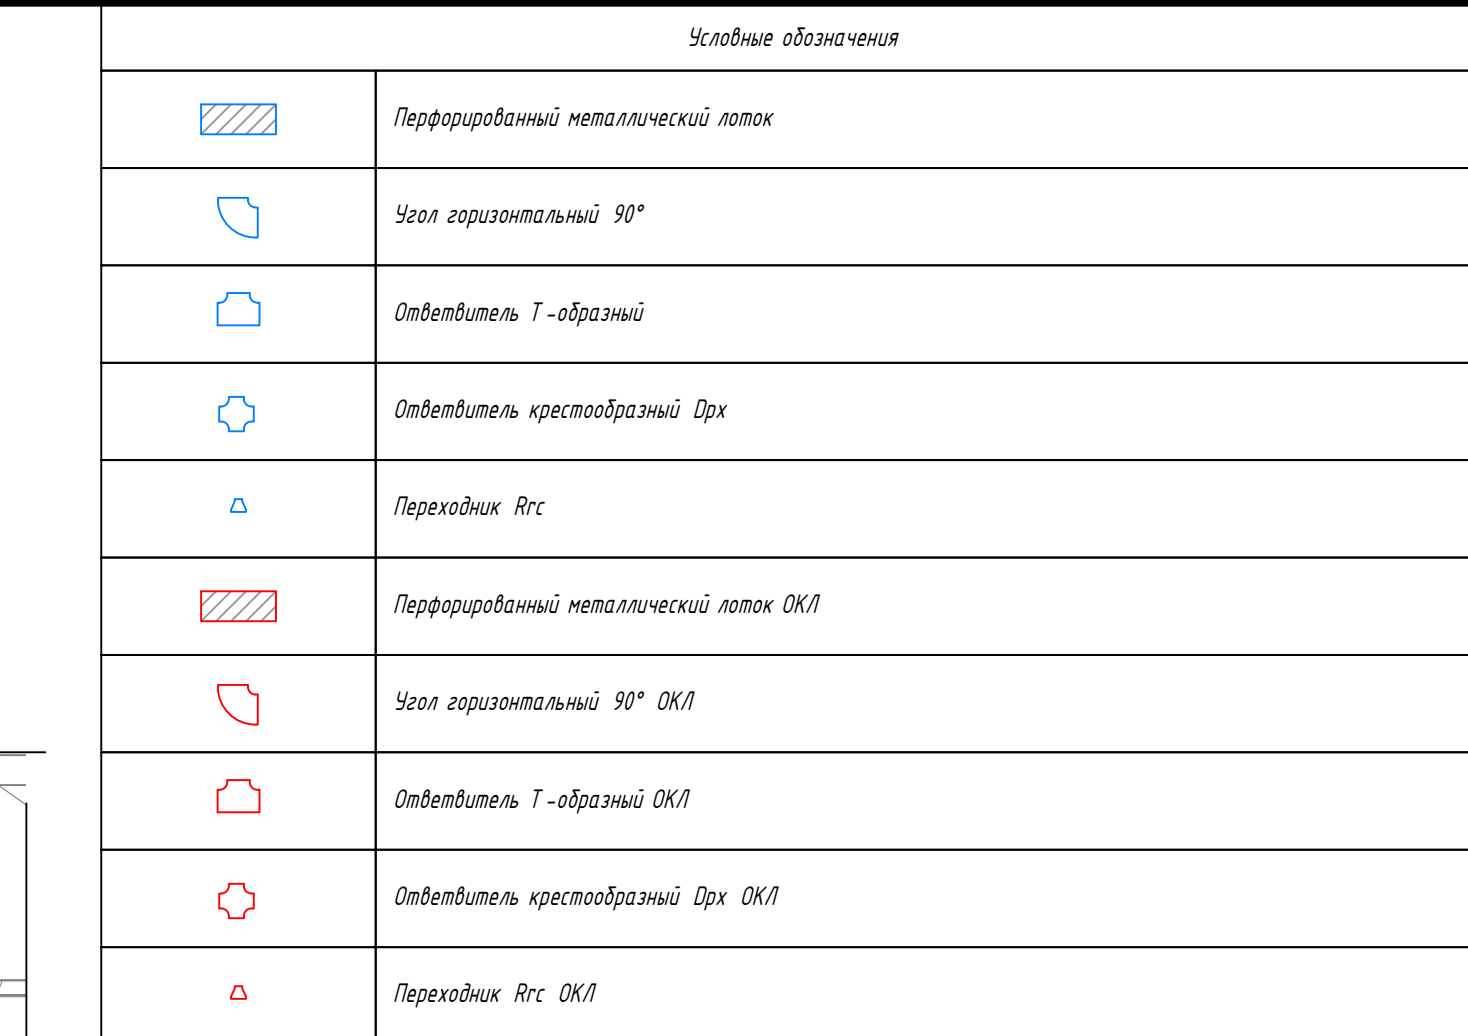 Условные обозначения
Перфорированный металлический лоток
Угол горизонтальный 90°
Ответвитель Т-образный
Ответвитель крестообразный Dpx
Переходник Rrc
Перфорированный металлический лоток ОКЛ
Угол горизонтальный 90° ОКЛ
Ответвитель Т-образный ОКЛ
Ответвитель крестообразный Dpx ОКЛ
Переходник Rrc ОКЛ